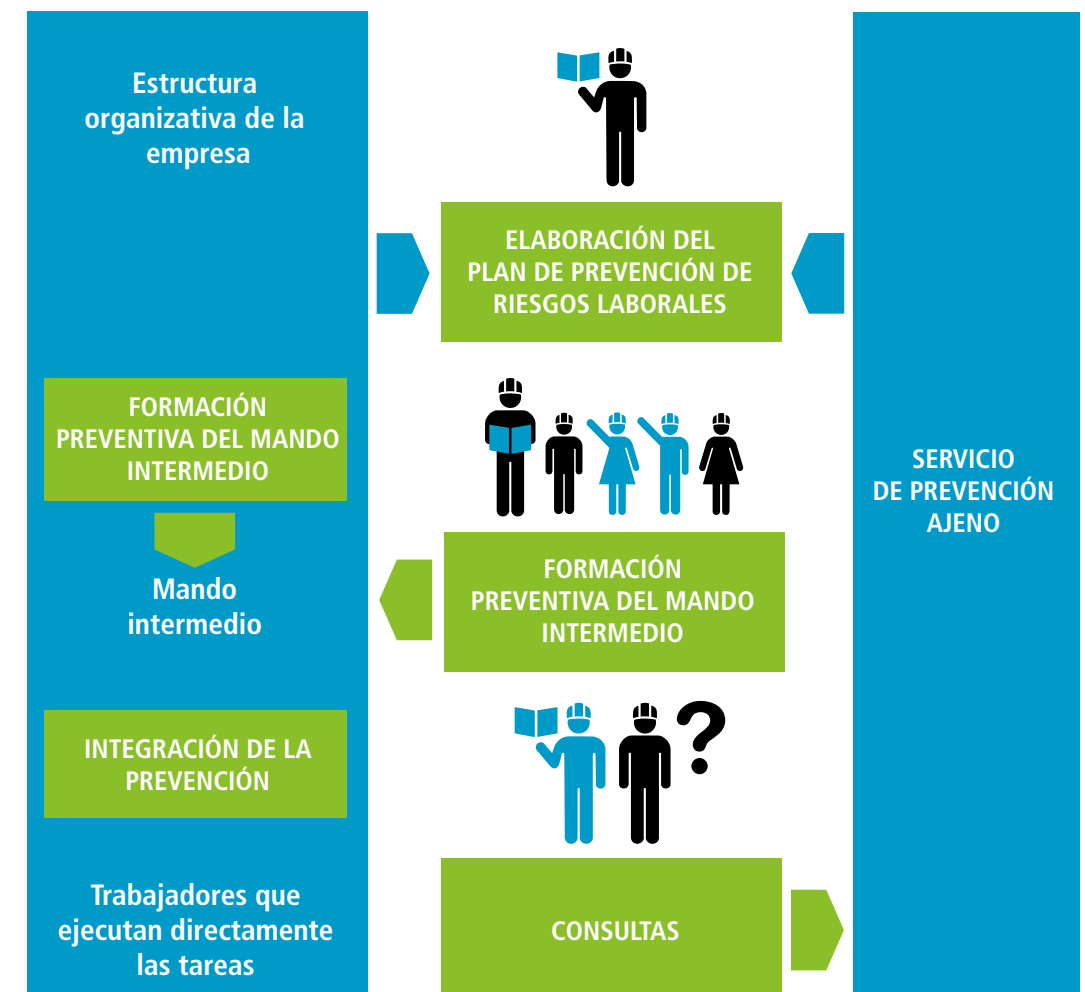 Estructura
organizativa de la
empresa
ELABORACIÓN DEL
PLAN DE PREVENCIÓN DE
RIESGOS LABORALES
FORMACIÓN
PREVENTIVA DEL MANDO
INTERMEDIO
Mando
intermedio
FORMACIÓN
PREVENTIVA DEL MANDO
INTERMEDIO
SERVICIO
DE PREVENCIÓN
AJENO
INTEGRACIÓN DE LA
PREVENCIÓN
?
Trabajadores que
ejecutan directamente
las tareas
CONSULTAS